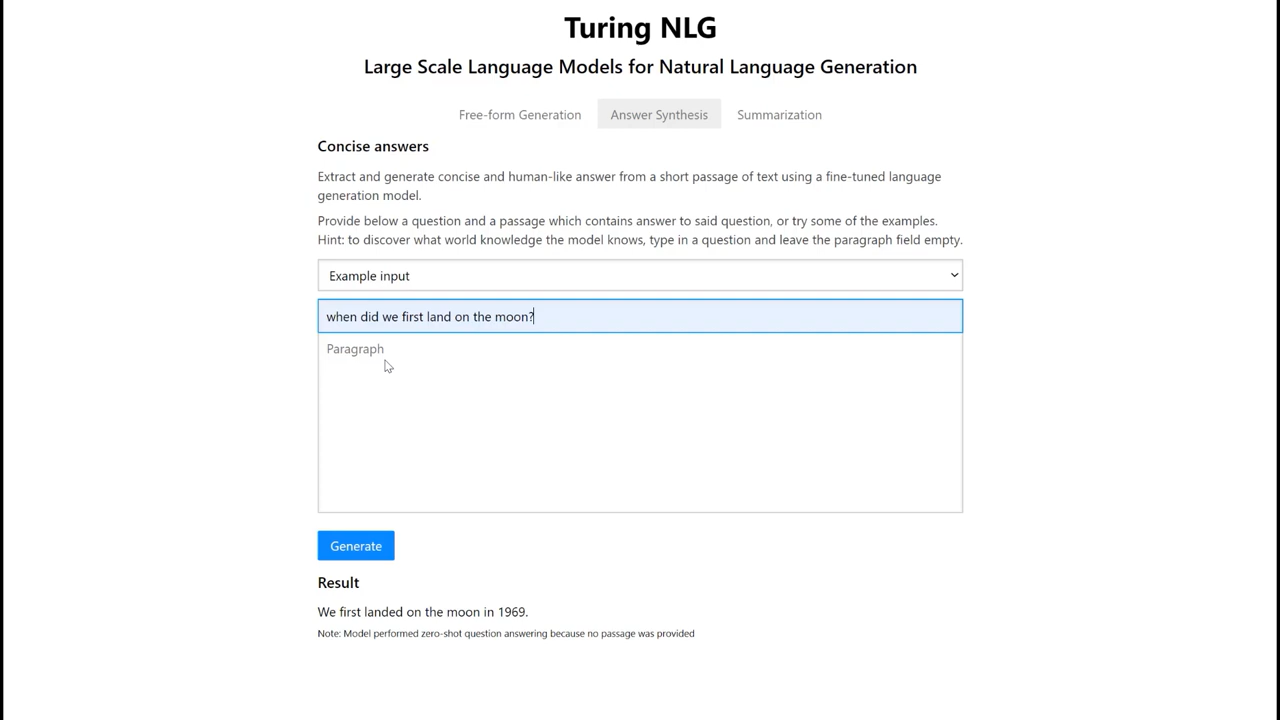 Turing NLG
Large Scale Language Models for Natural Language Generation
Free-form Generation Answer Synthesis Summarization
Concise answers
Extract and generate concise and human-like answer from a short passage of text using a fine-tuned language
generation model.
Provide below a question and a passage which contains answer to said question, or try some of the examples.
Hint: to discover what world knowledge the model knows, type in a question and leave the paragraph field empty.
Example input
when did we first land on the moon?
Paragraph
Generate
Result
We first landed on the moon in 1969.
Note: Model performed zero-shot question answering because no passage was provided